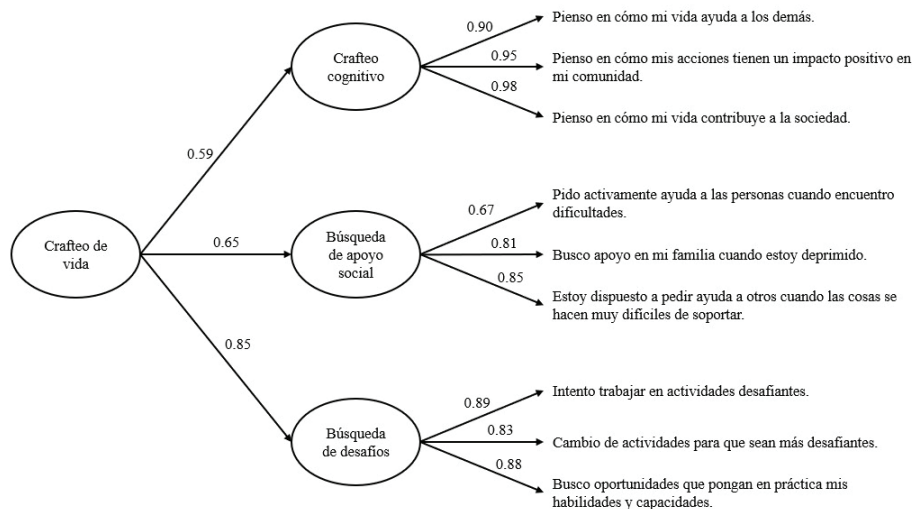 Crafteo de
vida
0.59
0.65
0.85
Crafteo
cognitivo
0.90
0.95
0.98
Pienso en cómo mi vida ayuda a los demás.
Pienso en cómo mis acciones tienen un impacto positivo en
mi comunidad.
Pienso en cómo mi vida contribuye a la sociedad.
Búsqueda
de apoyo
social
0.67
0.81
0.85
Pido activamente ayuda a las personas cuando encuentro
dificultades.
Busco apoyo en mi familia cuando estoy deprimido.
Estoy dispuesto a pedir ayuda a otros cuando las cosas se
hacen muy difíciles de soportar.
Búsqueda
de desafíos
0.89
0.83
0.88
Intento trabajar en actividades desafiantes.
Cambio de actividades para que sean más desafiantes.
Busco oportunidades que pongan en práctica mis
habilidades y capacidades.